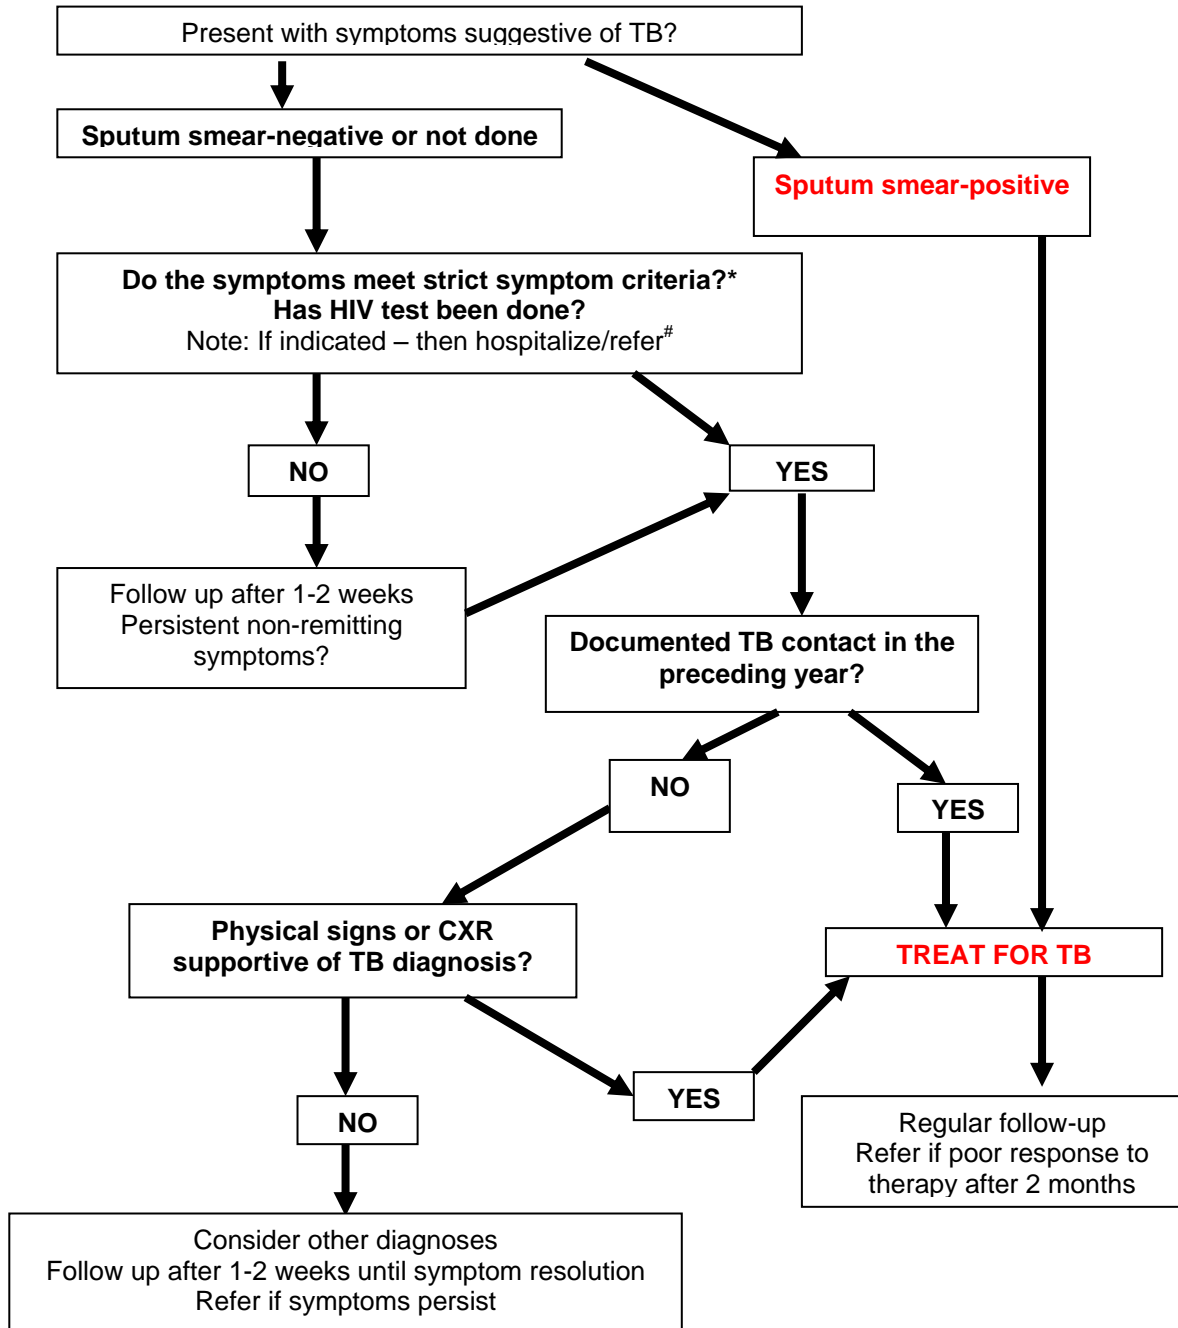 Present with symptoms suggestive of TB?
Sputum smear-negative or not done
Sputum smear-positive
Do the symptoms meet strict symptom criteria?*
Has HIV test been done?
Note: If indicated – then hospitalize/refer#
NO
YES
Follow up after 1-2 weeks
Persistent non-remitting
symptoms?
Documented TB contact in the
preceding year?
NO
YES
Physical signs or CXR
supportive of TB diagnosis?
TREAT FOR TB
YES
NO
Regular follow-up
Refer if poor response to
therapy after 2 months
Consider other diagnoses
Follow up after 1-2 weeks until symptom resolution
Refer if symptoms persist